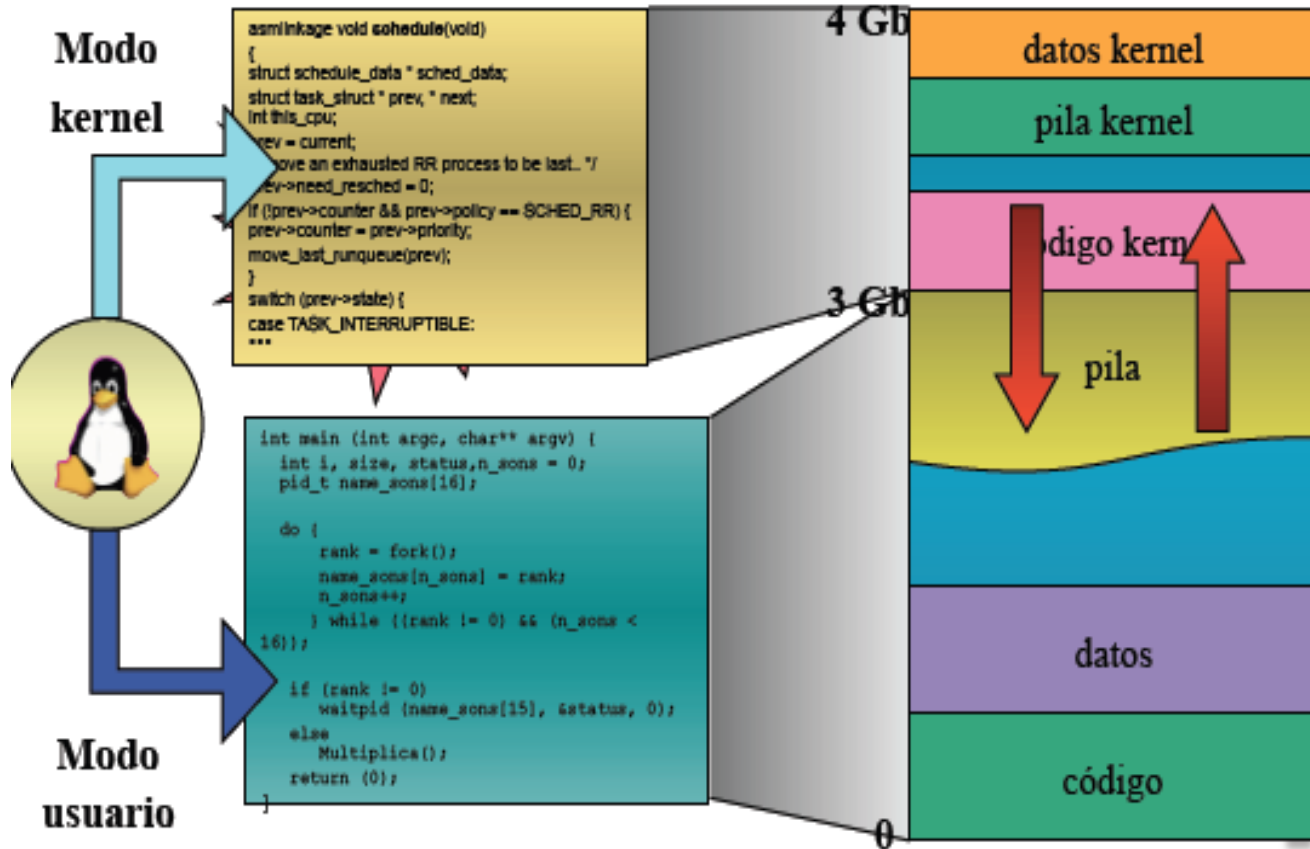 Modo
kernel
asmlinkage void schedule(void)
{
struct schedule_data * sched_data;
struct task_struct * prev, * next;
int this_cpu;
= current;
an exhausted RR process to be last.. */
prev->need_resched = 0;
if (!prev->counter && prev->policy == SCHED_RR) {
prev->counter = prev->priority;
move_last_runqueue(prev);
}
switch (prev->state) {
case TASK_INTERRUPTIBLE:
•••
int main (int argc, char** argv) {
int i, size, status,n_sons = 0;
pid_t name_sons[16];
do {
rank = fork();
name_sons[n_sons] = rank;
n_sons++;
} while ((rank != 0) && (n_sons <
16));
if (rank != 0)
waitpid (name_sons[15], &status, 0);
else
Multiplica();
return (0);
}
Modo
usuario
4 Gb
datos kernel
pila kernel
3 Gb
pila
datos
código
0